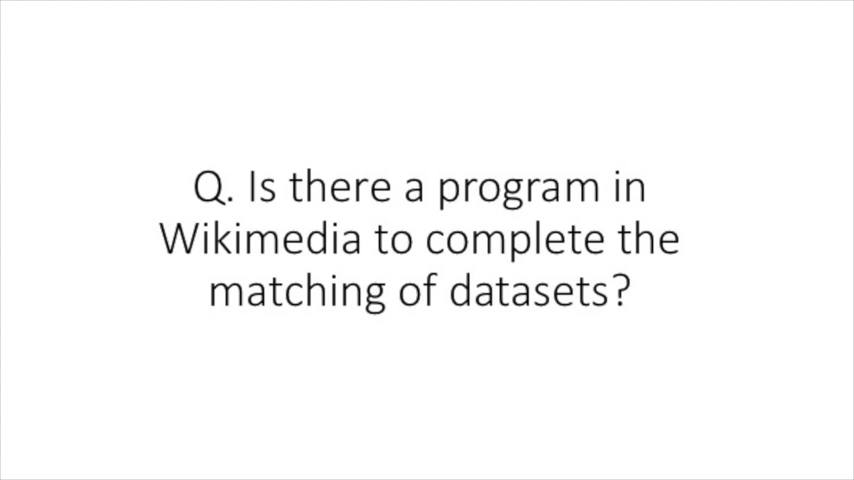 Q. Is there a program in
Wikimedia to complete the
matching of datasets?